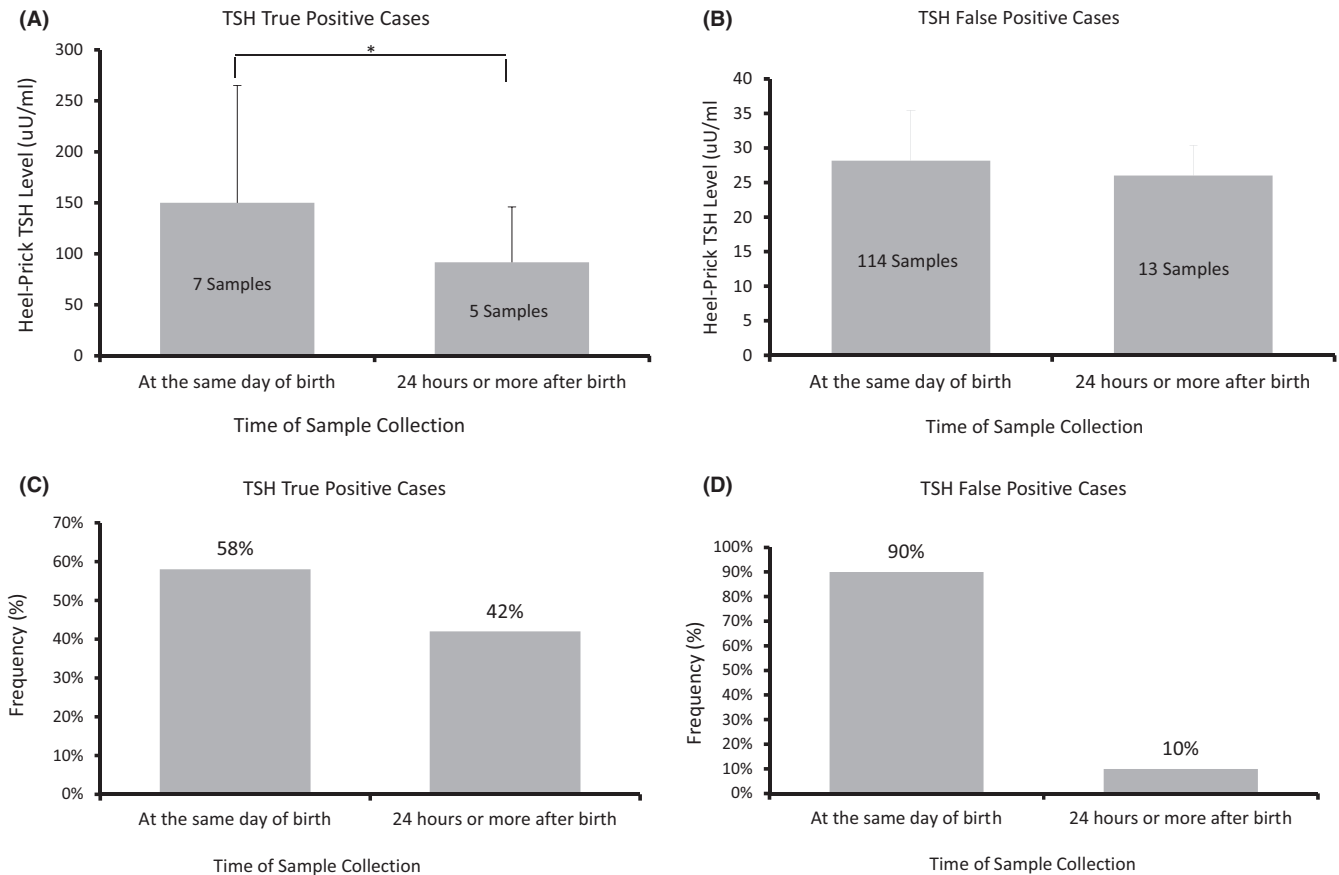 (A)
TSH True Positive Cases
Heel-Prick TSH Level (uU/ml)
300
250
200
150
100
50
0
*
7 Samples
5 Samples
At the same day of birth
24 hours or more after birth
Time of Sample Collection
(B)
TSH False Positive Cases
Heel-Prick TSH Level (uU/ml
40
35
30
25
20
15
10
5
0
114 Samples
13 Samples
At the same day of birth
24 hours or more after birth
Time of Sample Collection
(C)
TSH True Positive Cases
Frequency (%)
70%
60%
50%
40%
30%
20%
10%
0%
58%
42%
At the same day of birth
24 hours or more after birth
Time of Sample Collection
(D)
TSH False Positive Cases
Frequency (%)
100%
90%
80%
70%
60%
50%
40%
30%
20%
10%
0%
90%
10%
At the same day of birth
24 hours or more after birth
Time of Sample Collection